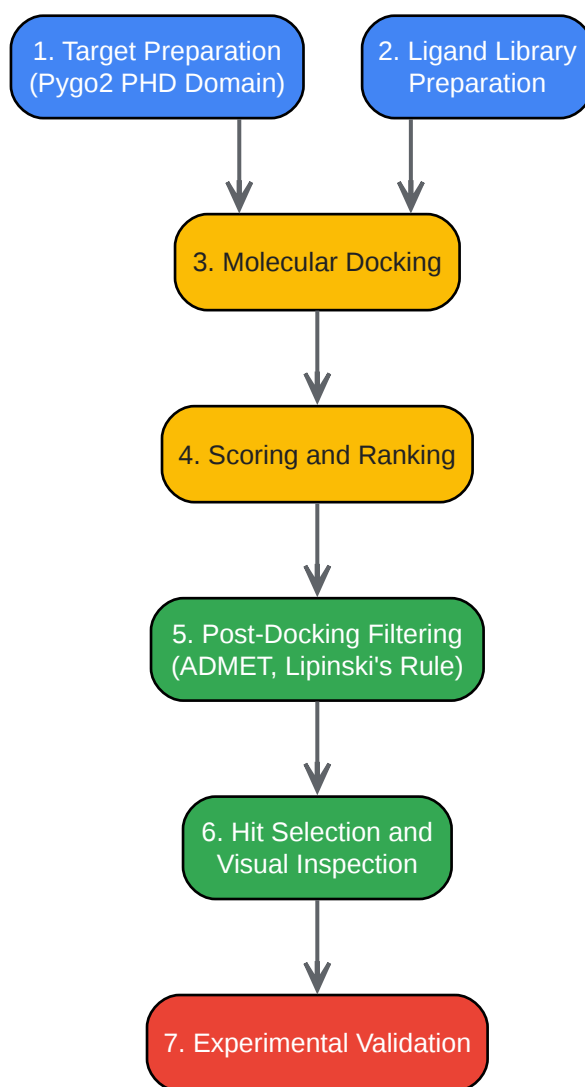 1. Target Preparation
(Pygo2 PHD Domain)
2. Ligand Library
Preparation
3. Molecular Docking
4. Scoring and Ranking
5. Post-Docking Filtering
(ADMET, Lipinski's Rule)
6. Hit Selection and
Visual Inspection
7. Experimental Validation